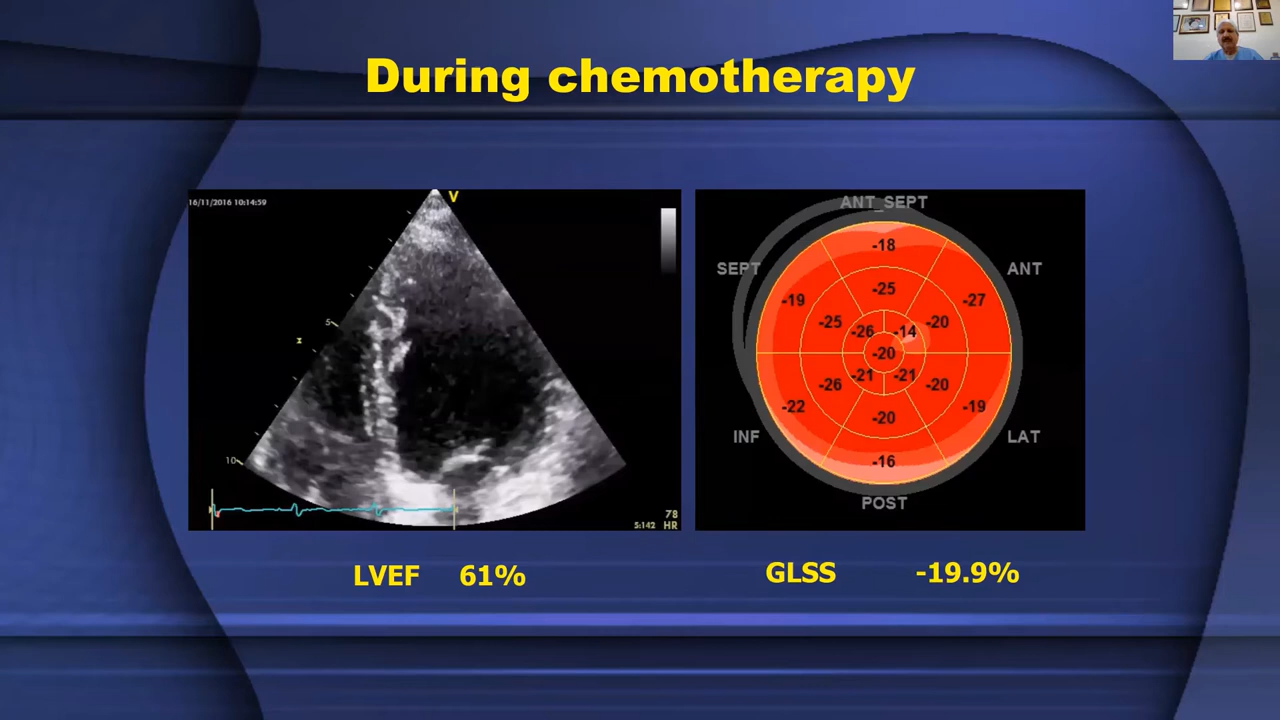 During chemotherapy
16/11/2016 10:14:59
V
5
10
78
5:142 HR
ANT_SEPT
SEPT
ANT
INF
LAT
POST
-18
-19
-27
-25
-25
-20
-26
-14
-20
-21
-21
-26
-20
-22
-19
-20
-16
LVEF 61%
GLSS -19.9%